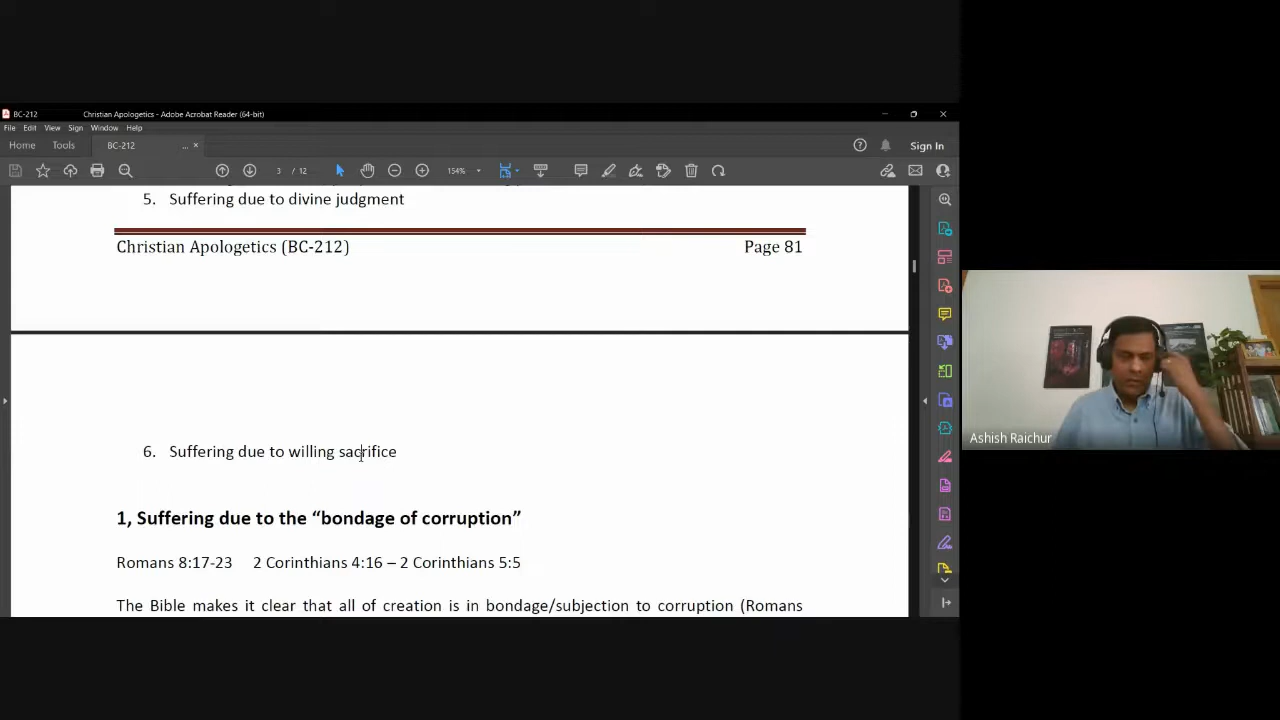 BC-212 Christian Apologetics - Adobe Acrobat Reader (64-bit)
File Edit View Sign Window Help
Home Tools BC-212 ... × Sign In
3 / 12 154%
5. Suffering due to divine judgment
Christian Apologetics (BC-212) Page 81
6. Suffering due to willing sacrifice
1, Suffering due to the “bondage of corruption”
Romans 8:17-23 2 Corinthians 4:16 – 2 Corinthians 5:5
The Bible makes it clear that all of creation is in bondage/subjection to corruption (Romans
Ashish Raichur